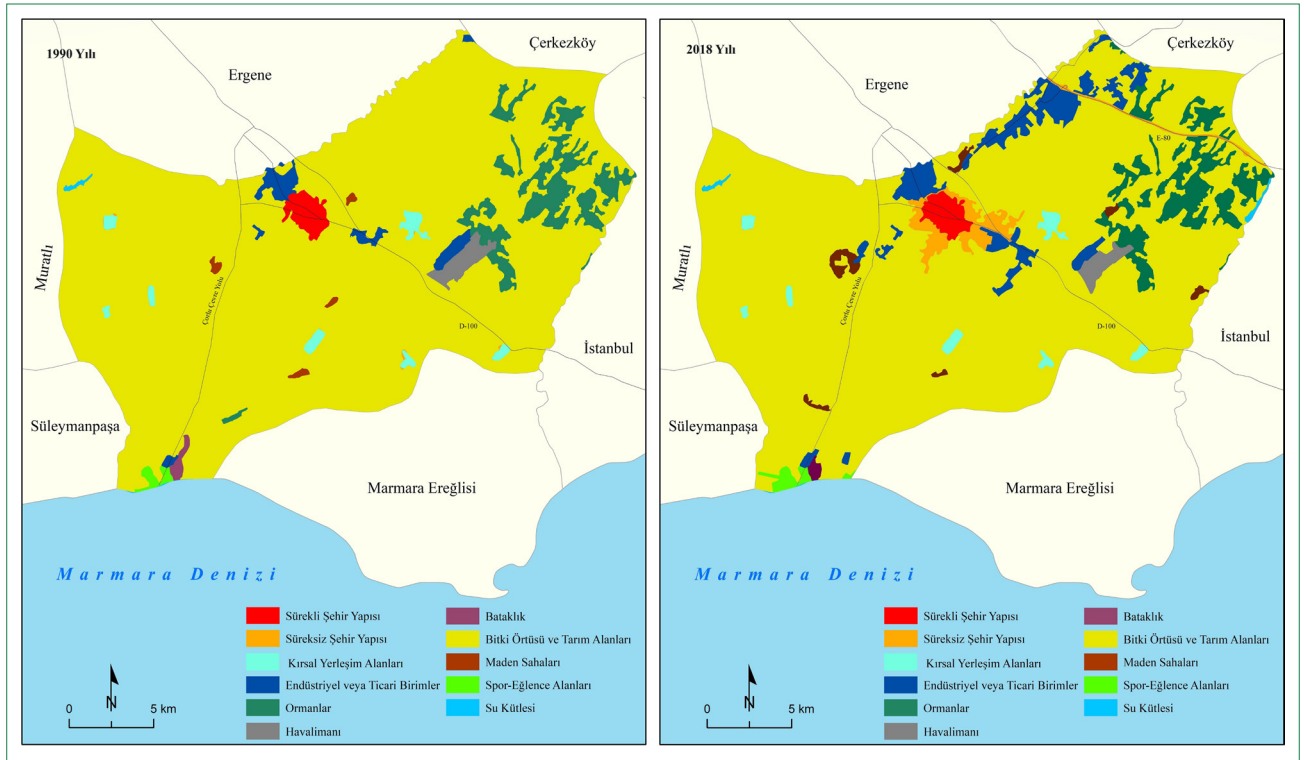 1990 Yılı
Çerkezköy
Ergene
Muratlı
Çorlu Çevre Yolu
D-100
İstanbul
Süleymanpaşa
Marmara Ereğlisi
Marmara Denizi
Sürekli Şehir Yapısı
Süreksiz Şehir Yapısı
Kırsal Yerleşim Alanları
Endüstriyel veya Ticari Birimler
Ormanlar
Havalimanı
Bataklık
Bitki Örtüsü ve Tarım Alanları
Maden Sahaları
Spor-Eğlence Alanları
Su Kütlesi
N
0 5 km
2018 Yılı
Çerkezköy
Ergene
E-80
Muratlı
Çorlu Çevre Yolu
D-100
İstanbul
Süleymanpaşa
Marmara Ereğlisi
Marmara Denizi
Sürekli Şehir Yapısı
Süreksiz Şehir Yapısı
Kırsal Yerleşim Alanları
Endüstriyel veya Ticari Birimler
Ormanlar
Havalimanı
Bataklık
Bitki Örtüsü ve Tarım Alanları
Maden Sahaları
Spor-Eğlence Alanları
Su Kütlesi
N
0 5 km